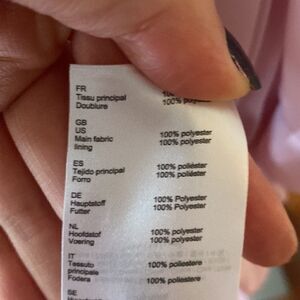 FR
Tissu principal 100%
Doublure 100% polyester
GB
US
Main fabric 100% polyester
lining 100% polyester
ES
Tejido principal 100% poliéster
Forro 100% poliéster
DE
Hauptstoff 100% Polyester
Futter 100% Polyester
NL
Hoofdstof 100% polyester
Voering 100% polyester
IT
Tessuto 100% poliestere
principale
Fodera 100% poliestere
SE